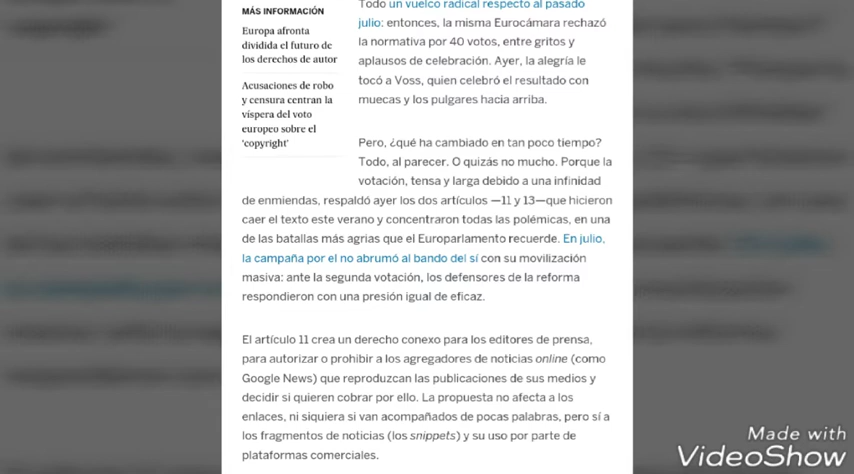 MÁS INFORMACIÓN
Europa afronta
dividida el futuro de
los derechos de autor
Acusaciones de robo
y censura centran la
víspera del voto
europeo sobre el
'copyright'
Todo un vuelco radical respecto al pasado
julio: entonces, la misma Eurocámara rechazó
la normativa por 40 votos, entre gritos y
aplausos de celebración. Ayer, la alegría le
tocó a Voss, quien celebró el resultado con
muecas y los pulgares hacia arriba.
Pero, ¿qué ha cambiado en tan poco tiempo?
Todo, al parecer. O quizás no mucho. Porque la
votación, tensa y larga debido a una infinidad
de enmiendas, respaldó ayer los dos artículos —11 y 13—que hicieron
caer el texto este verano y concentraron todas las polémicas, en una
de las batallas más agrias que el Europarlamento recuerde. En julio,
la campaña por el no abrumó al bando del sí con su movilización
masiva: ante la segunda votación, los defensores de la reforma
respondieron con una presión igual de eficaz.
El artículo 11 crea un derecho conexo para los editores de prensa,
para autorizar o prohibir a los agregadores de noticias online (como
Google News) que reproduzcan las publicaciones de sus medios y
decidir si quieren cobrar por ello. La propuesta no afecta a los
enlaces, ni siquiera si van acompañados de pocas palabras, pero sí a
los fragmentos de noticias (los snippets) y su uso por parte de
plataformas comerciales.
Made with
VideoShow